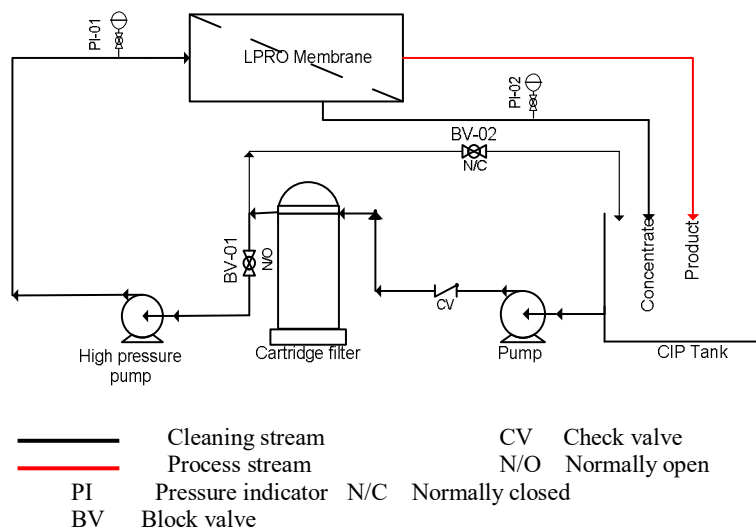 PI-01
LPRO Membrane
PI-02
BV-02
N/C
BV-01
N/O
CV
Concentrate
Product
High pressure
pump
Cartridge filter
Pump
CIP Tank
Cleaning stream CV Check valve
Process stream N/O Normally open
PI Pressure indicator N/C Normally closed
BV Block valve